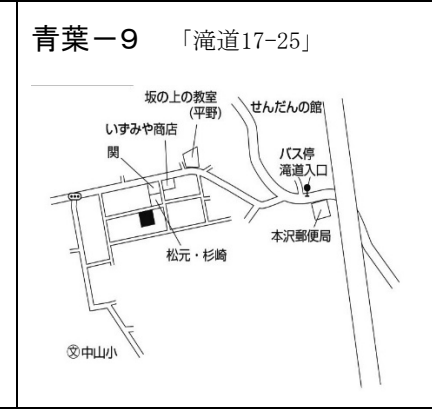 青葉－9 「滝道17-25」
坂の上の教室
(平野)
せんだんの館
いずみや商店
関
バス停
滝道入口
本沢郵便局
松元・杉崎
文中山小